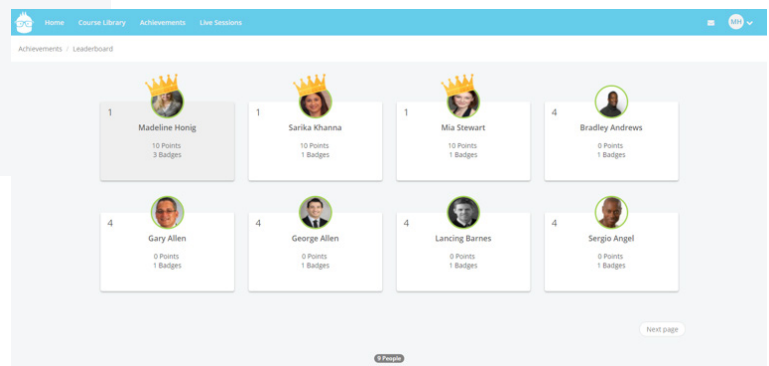 Home Course Library Achievements Live Sessions MH
Achievements / Leaderboard
1
Madeline Honig
10 Points
3 Badges
1
Sarika Khanna
10 Points
1 Badges
1
Mia Stewart
10 Points
1 Badges
4
Bradley Andrews
0 Points
1 Badges
4
Gary Allen
0 Points
1 Badges
4
George Allen
0 Points
1 Badges
4
Lancing Barnes
0 Points
1 Badges
4
Sergio Angel
0 Points
1 Badges
Next page
9 People